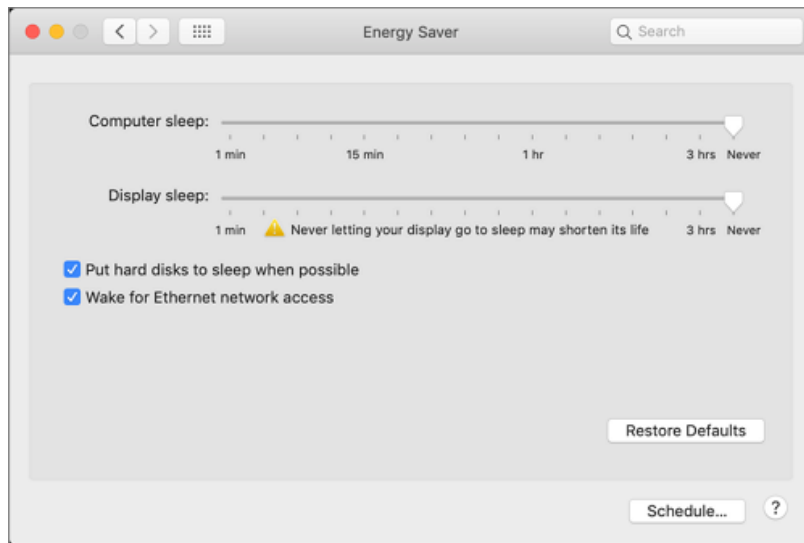 Energy Saver
Search
Computer sleep:
1 min 15 min 1 hr 3 hrs Never
Display sleep:
1 min Never letting your display go to sleep may shorten its life 3 hrs Never
Put hard disks to sleep when possible
Wake for Ethernet network access
Restore Defaults
Schedule... ?